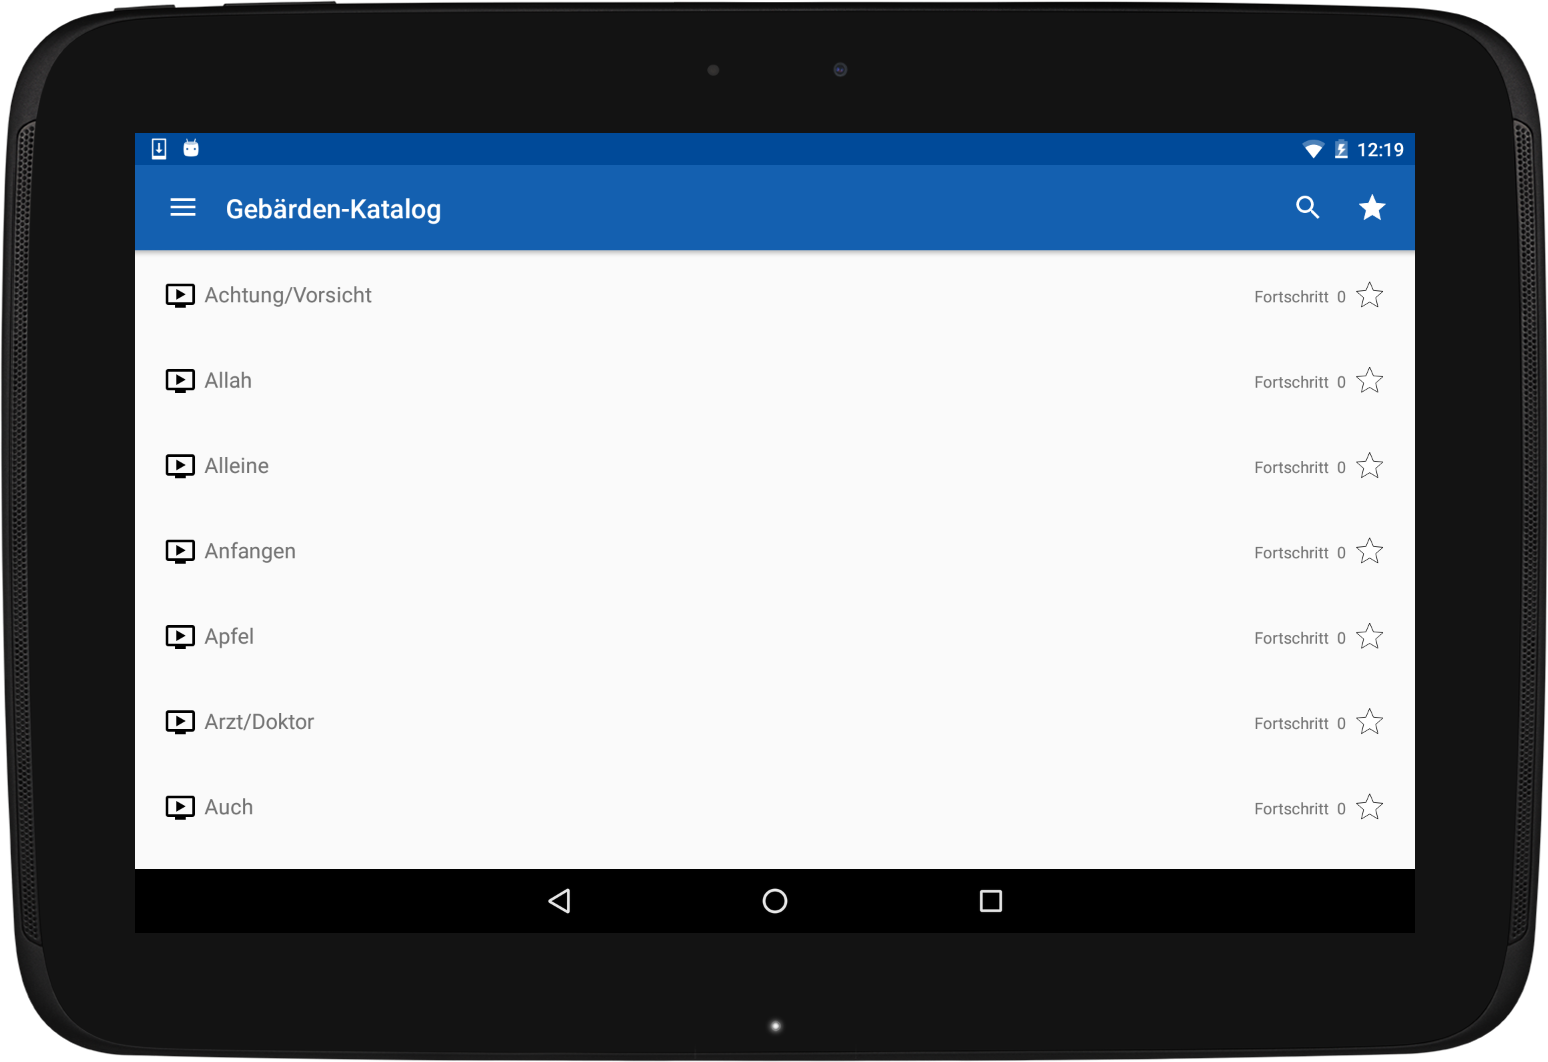 12:19
Gebärden-Katalog
Achtung/Vorsicht Fortschritt 0
Allah Fortschritt 0
Alleine Fortschritt 0
Anfangen Fortschritt 0
Apfel Fortschritt 0
Arzt/Doktor Fortschritt 0
Auch Fortschritt 0